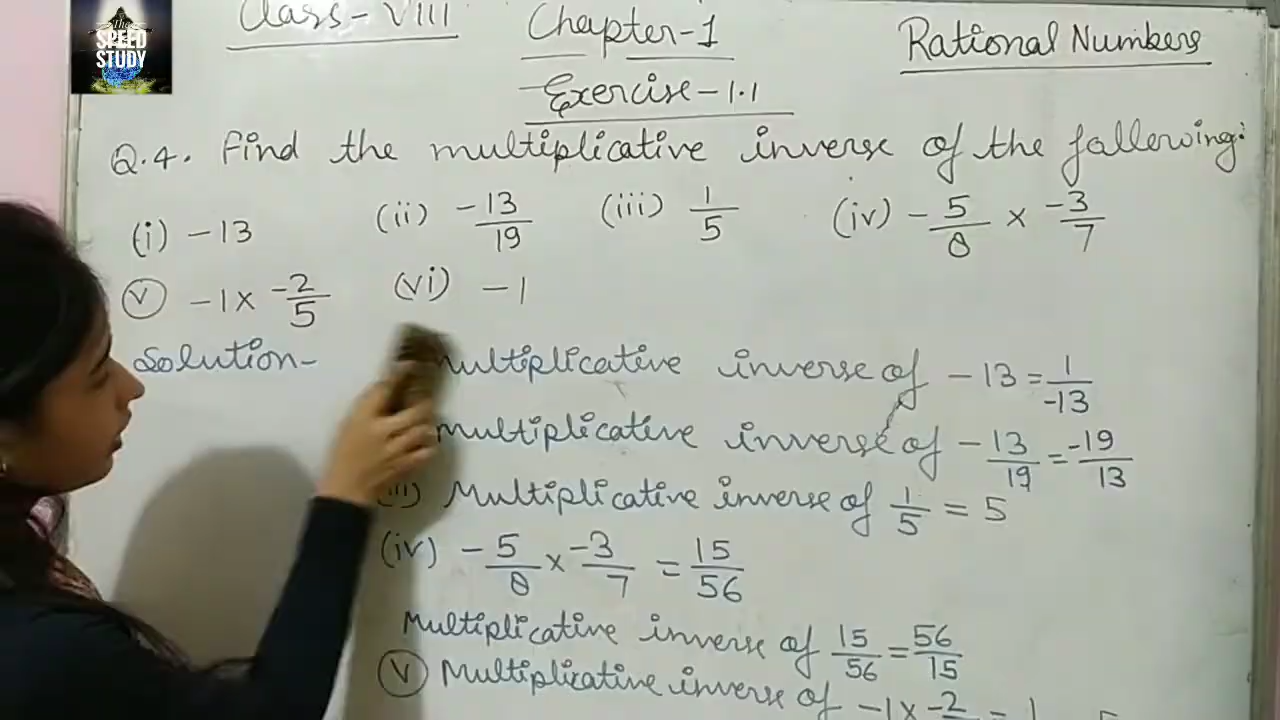 The
SPEED
STUDY
Class-VIII Chapter-1 Rational Numbers
Exercise-1.1
Q.4. Find the multiplicative inverse of the fallowing:
(i) -13 (ii) -13/19 (iii) 1/5 (iv) -5/8 × -3/7
(v) -1× -2/5 (vi) -1
Solution- Multiplicative inverse of -13 = 1/-13
Multiplicative inverse of -13/19 = -19/13
(iii) Multiplicative inverse of 1/5 = 5
(iv) -5/8 × -3/7 = 15/56
Multiplicative inverse of 15/56 = 56/15
(v) Multiplicative inverse of -1× -2